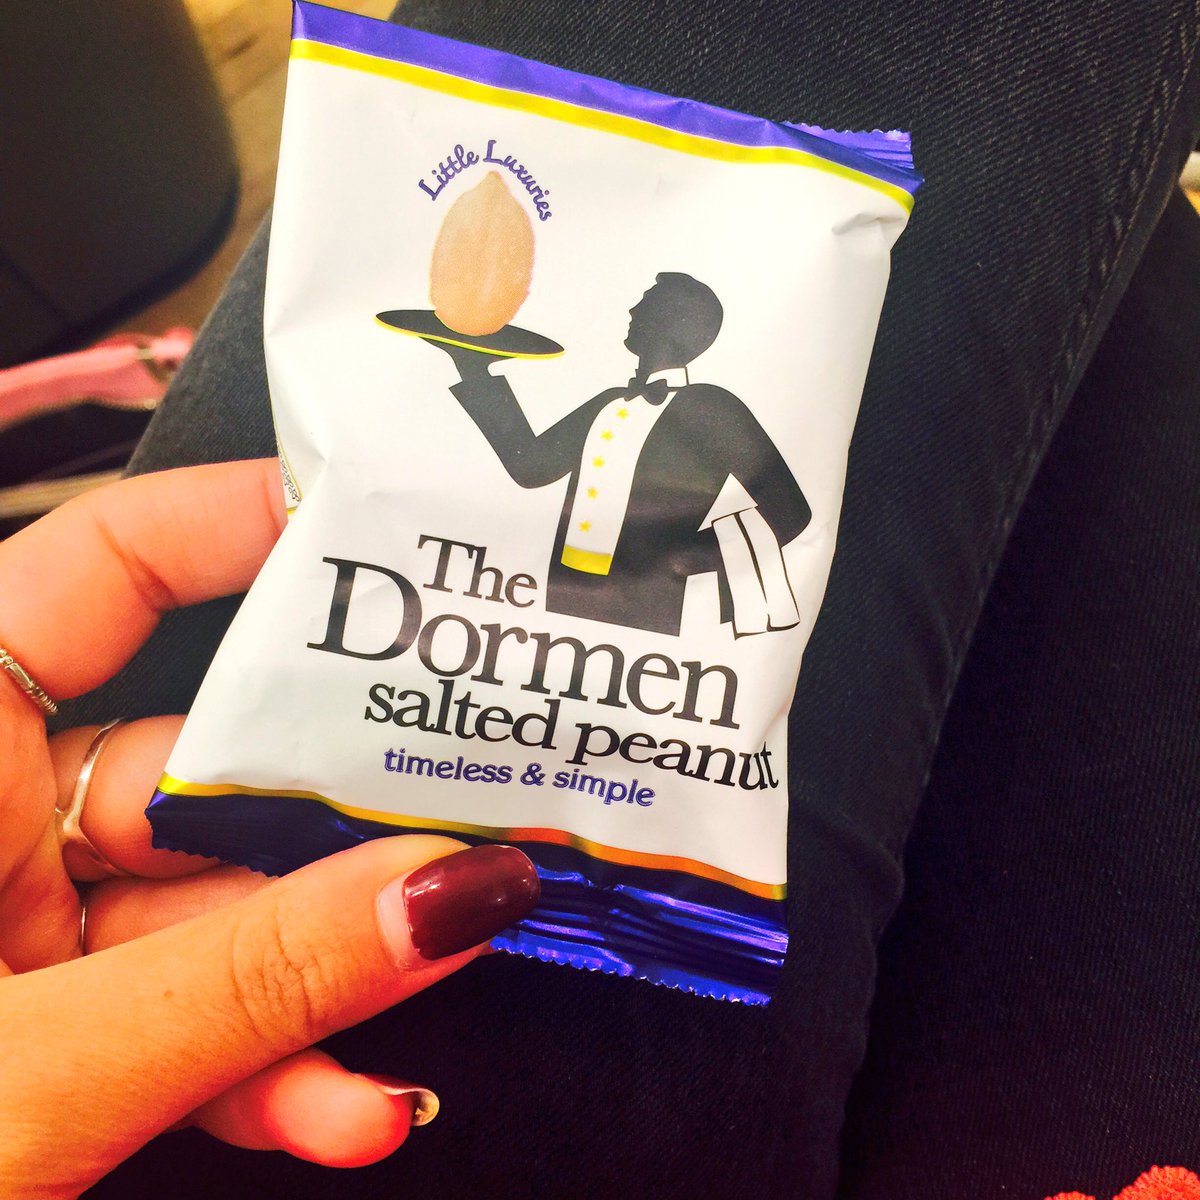 Little Luxuries
The
Dormen
salted peanut
timeless & simple